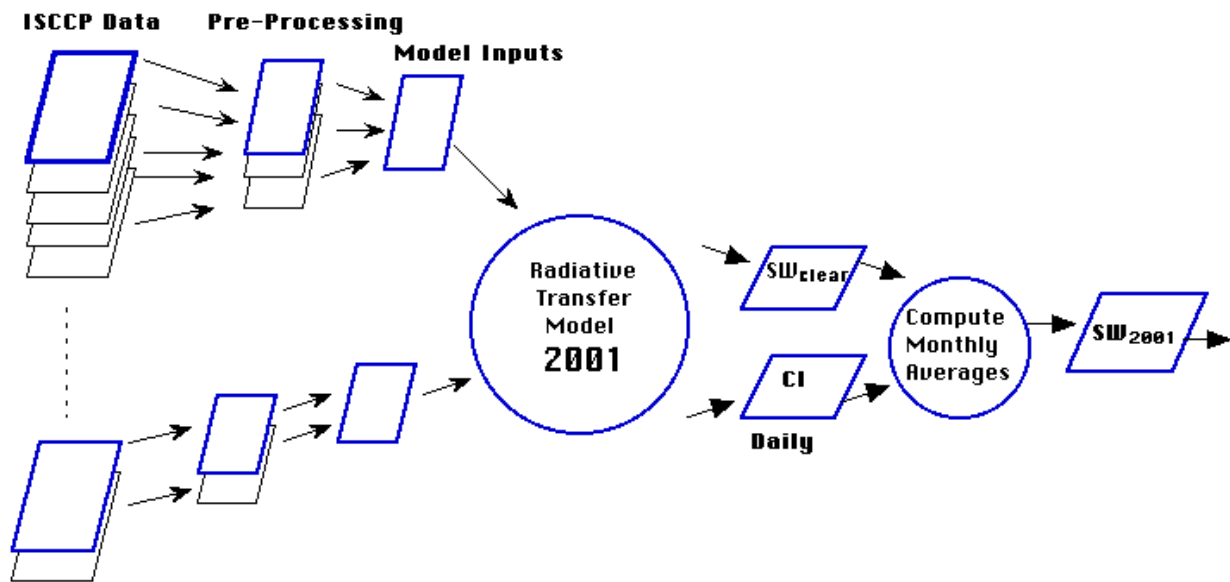 ISCCP Data
Pre-Processing
Model Inputs
Radiative
Transfer
Model
2001
SWclear
CI
Daily
Compute
Monthly
Averages
SW2001